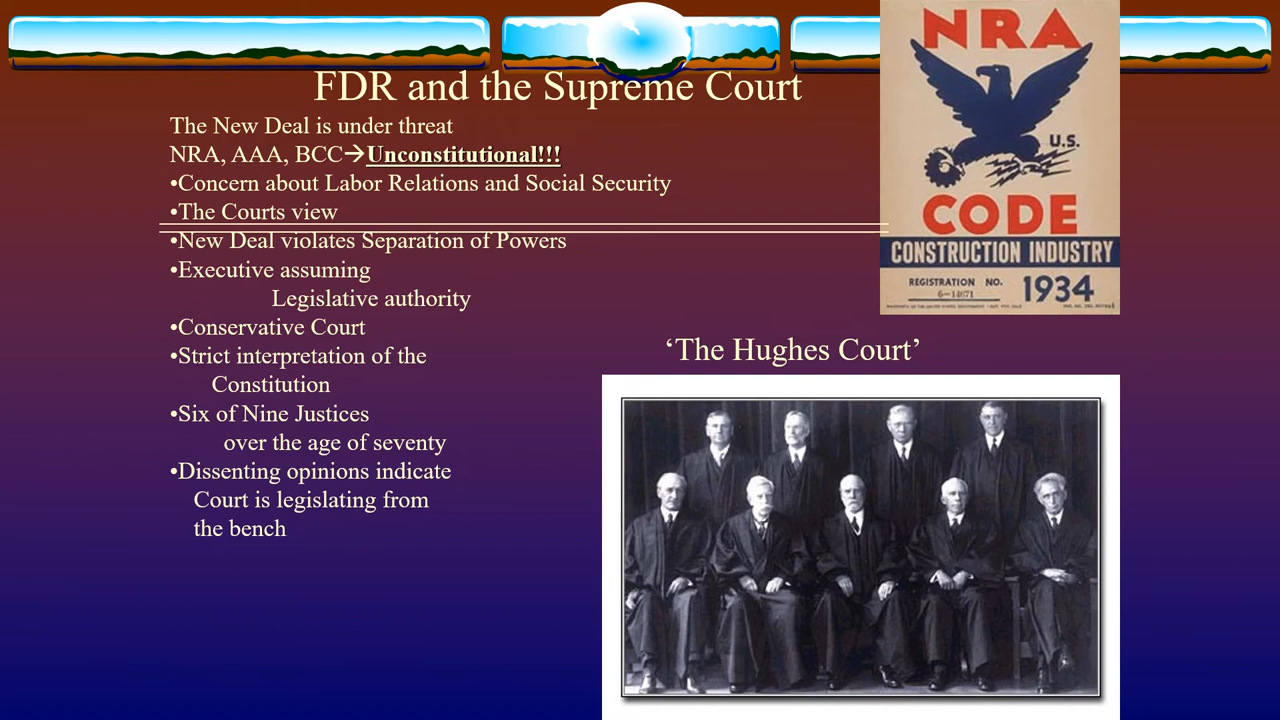 FDR and the Supreme Court
The New Deal is under threat
NRA, AAA, BCC→Unconstitutional!!!
•Concern about Labor Relations and Social Security
•The Courts view
•New Deal violates Separation of Powers
•Executive assuming
Legislative authority
•Conservative Court
•Strict interpretation of the
Constitution
•Six of Nine Justices
over the age of seventy
•Dissenting opinions indicate
Court is legislating from
the bench
NRA
U.S.
CODE
CONSTRUCTION INDUSTRY
REGISTRATION NO.
1934
‘The Hughes Court’